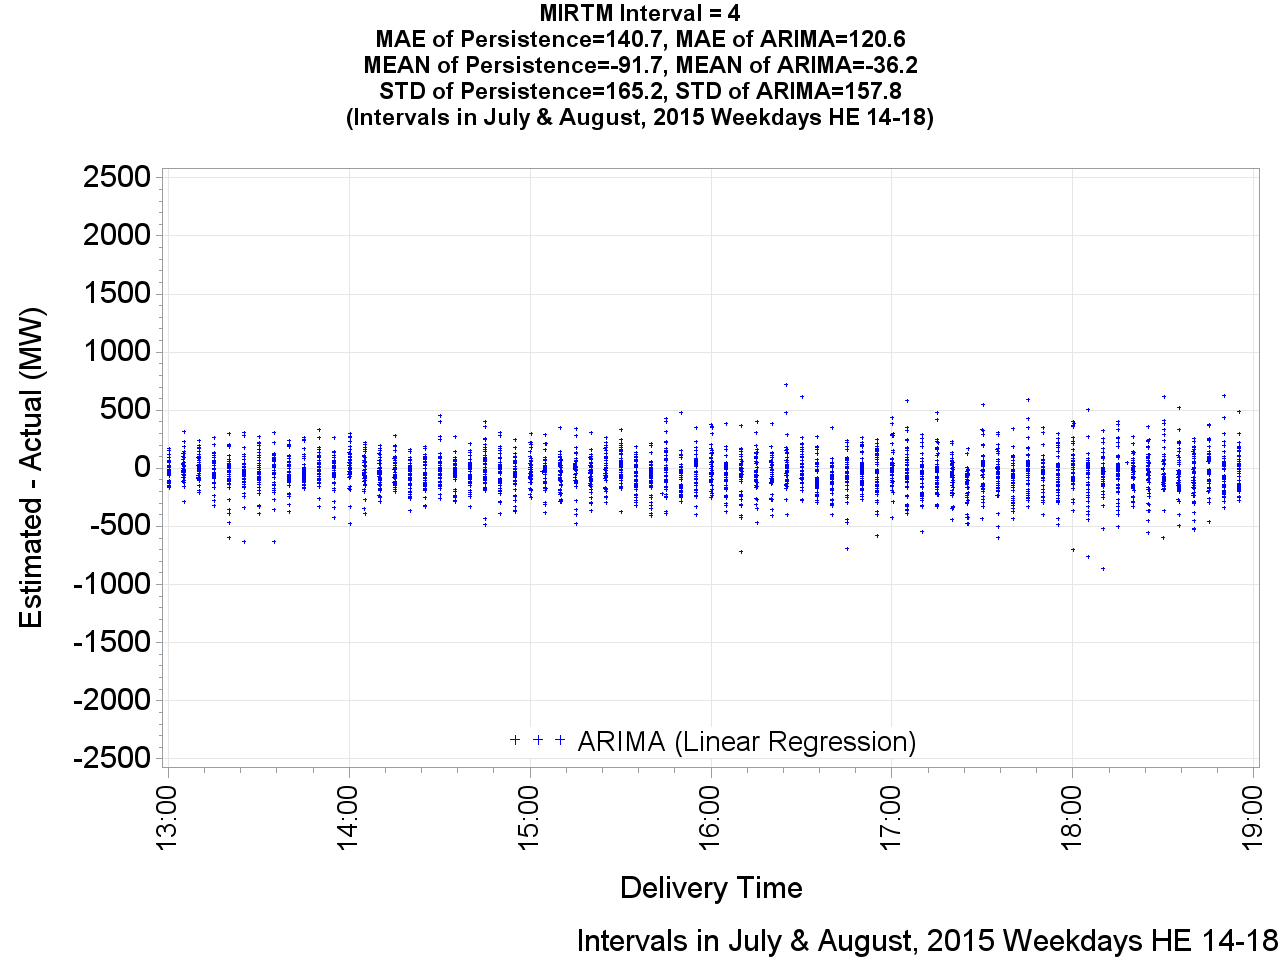 MIRTM Interval = 4
MAE of Persistence=140.7, MAE of ARIMA=120.6
MEAN of Persistence=-91.7, MEAN of ARIMA=-36.2
STD of Persistence=165.2, STD of ARIMA=157.8
(Intervals in July & August, 2015 Weekdays HE 14-18)
Estimated - Actual (MW)
2500
2000
1500
1000
500
0
-500
-1000
-1500
-2000
-2500
ARIMA (Linear Regression)
13:00
14:00
15:00
16:00
17:00
18:00
19:00
Delivery Time
Intervals in July & August, 2015 Weekdays HE 14-18